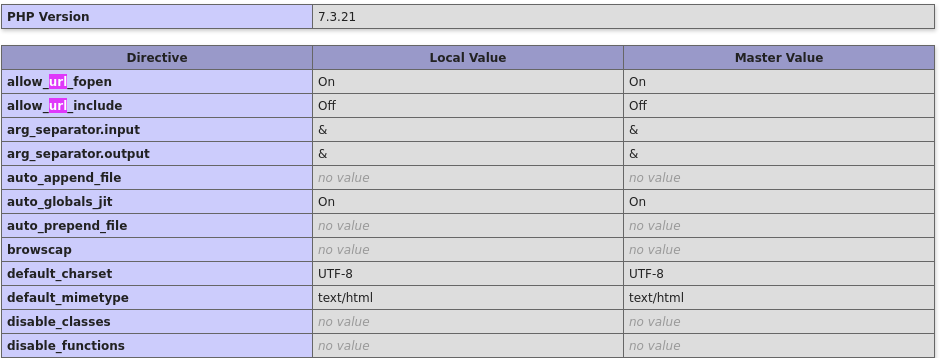 PHP Version 7.3.21
Directive Local Value Master Value
allow_url_fopen On On
allow_url_include Off Off
arg_separator.input & &
arg_separator.output & &
auto_append_file no value no value
auto_globals_jit On On
auto_prepend_file no value no value
browscap no value no value
default_charset UTF-8 UTF-8
default_mimetype text/html text/html
disable_classes no value no value
disable_functions no value no value